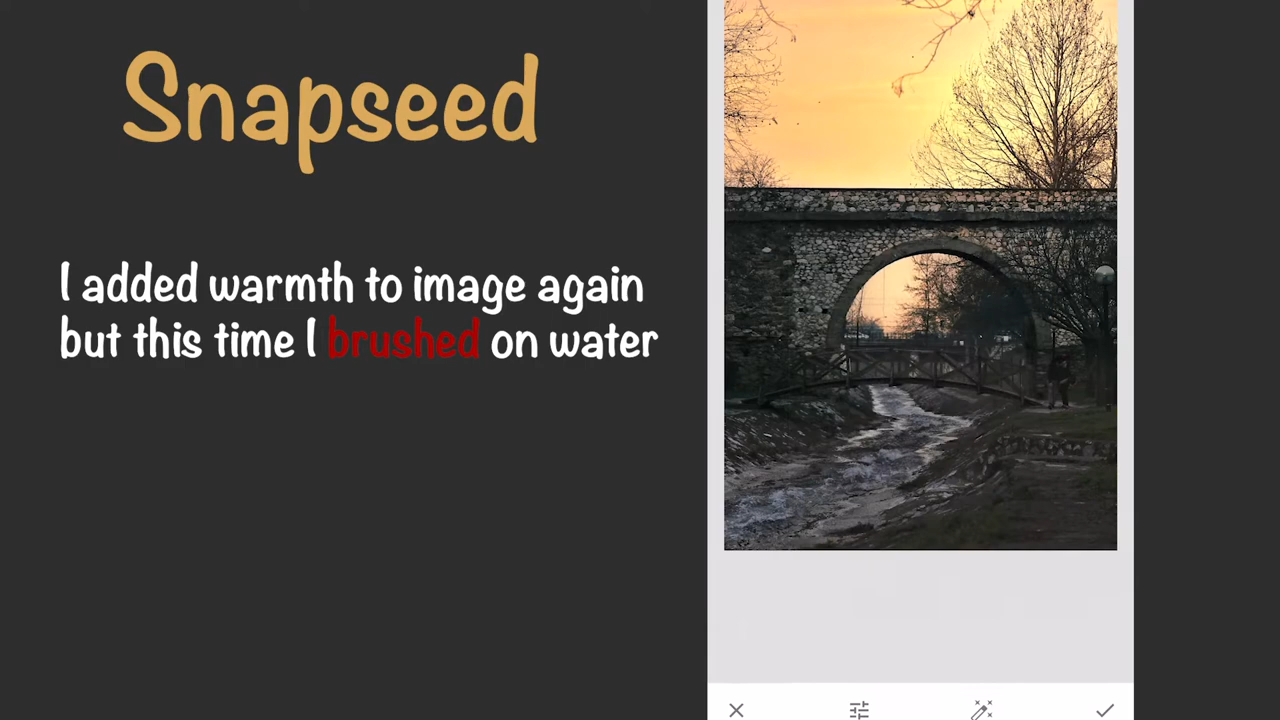 Snapseed
I added warmth to image again
but this time I brushed on water